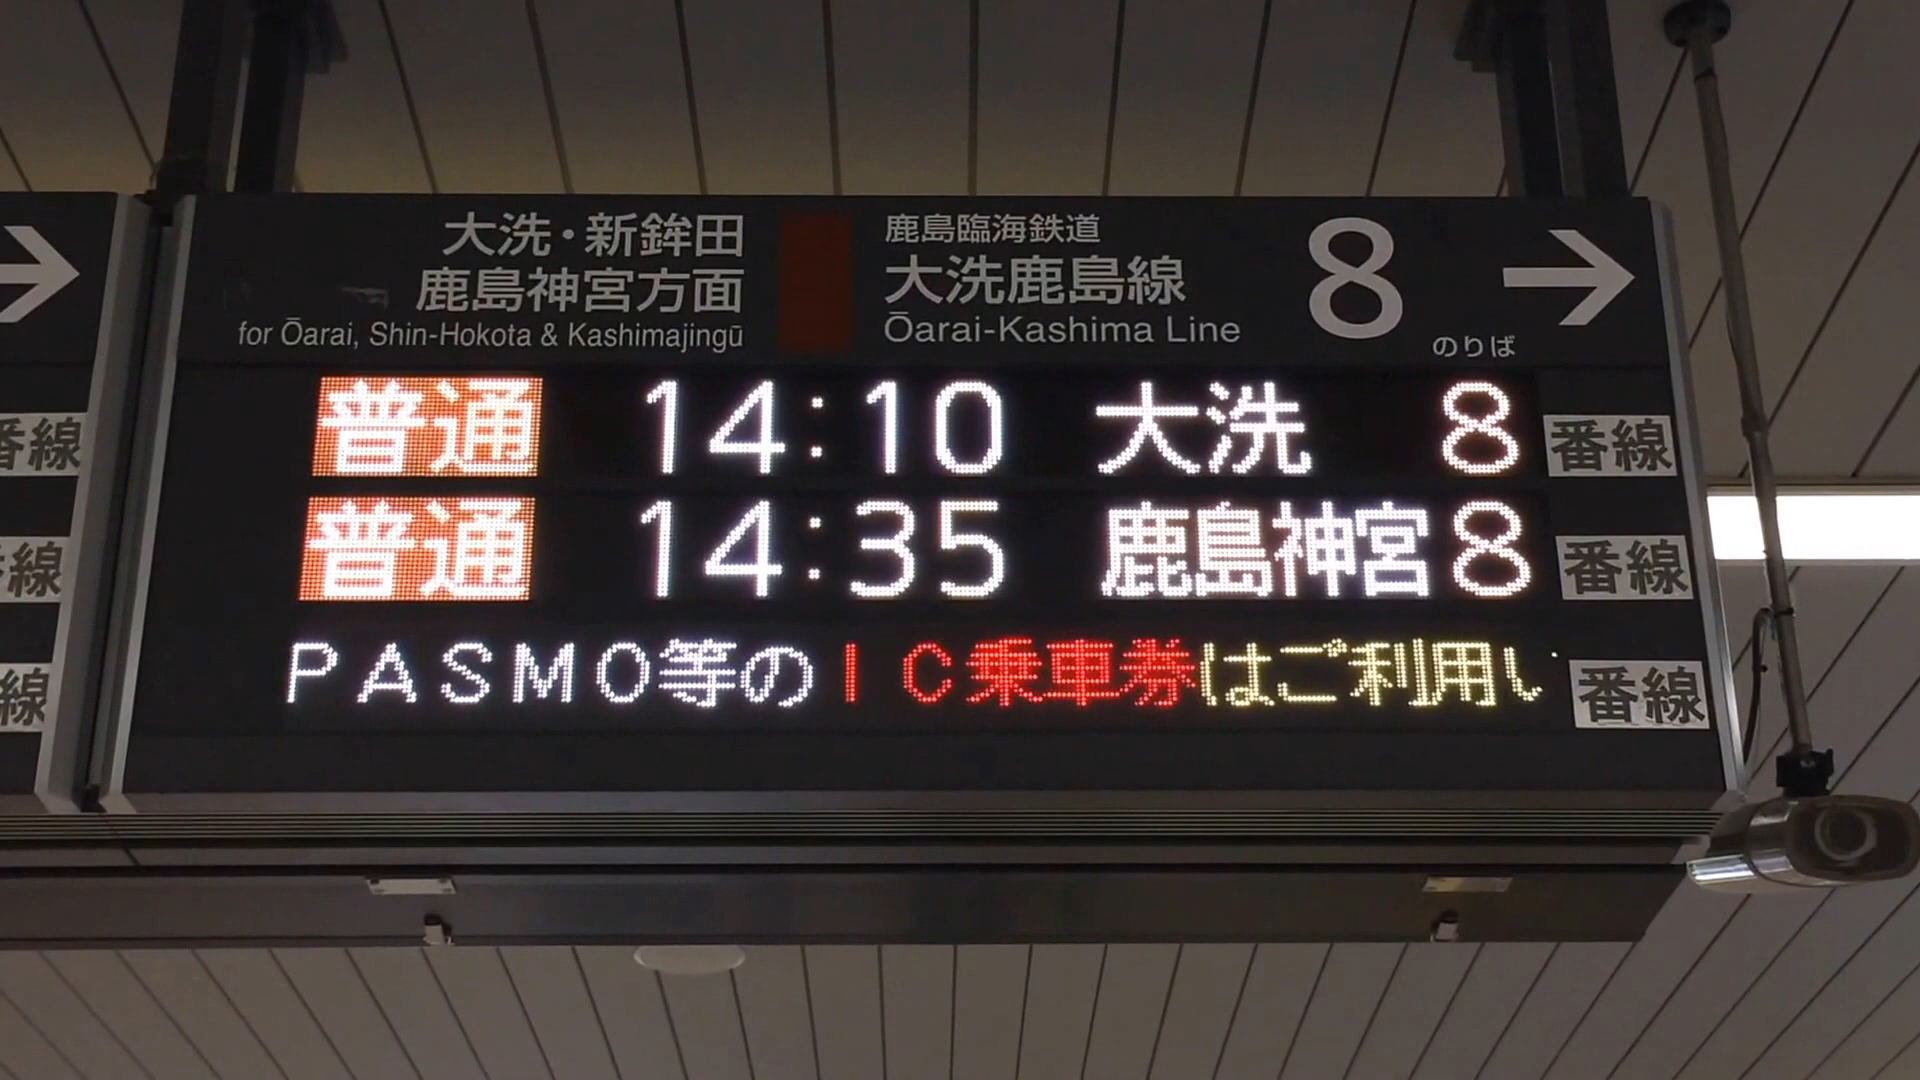 大洗・新鉾田
鹿島神宮方面
for Ōarai, Shin-Hokota & Kashimajingū
鹿島臨海鉄道
大洗鹿島線
Ōarai-Kashima Line
8
のりば
→
普通 14:10 大洗 8 番線
普通 14:35 鹿島神宮 8 番線
PASMO等のIC乗車券はご利用い
番線
→
番線
線
線